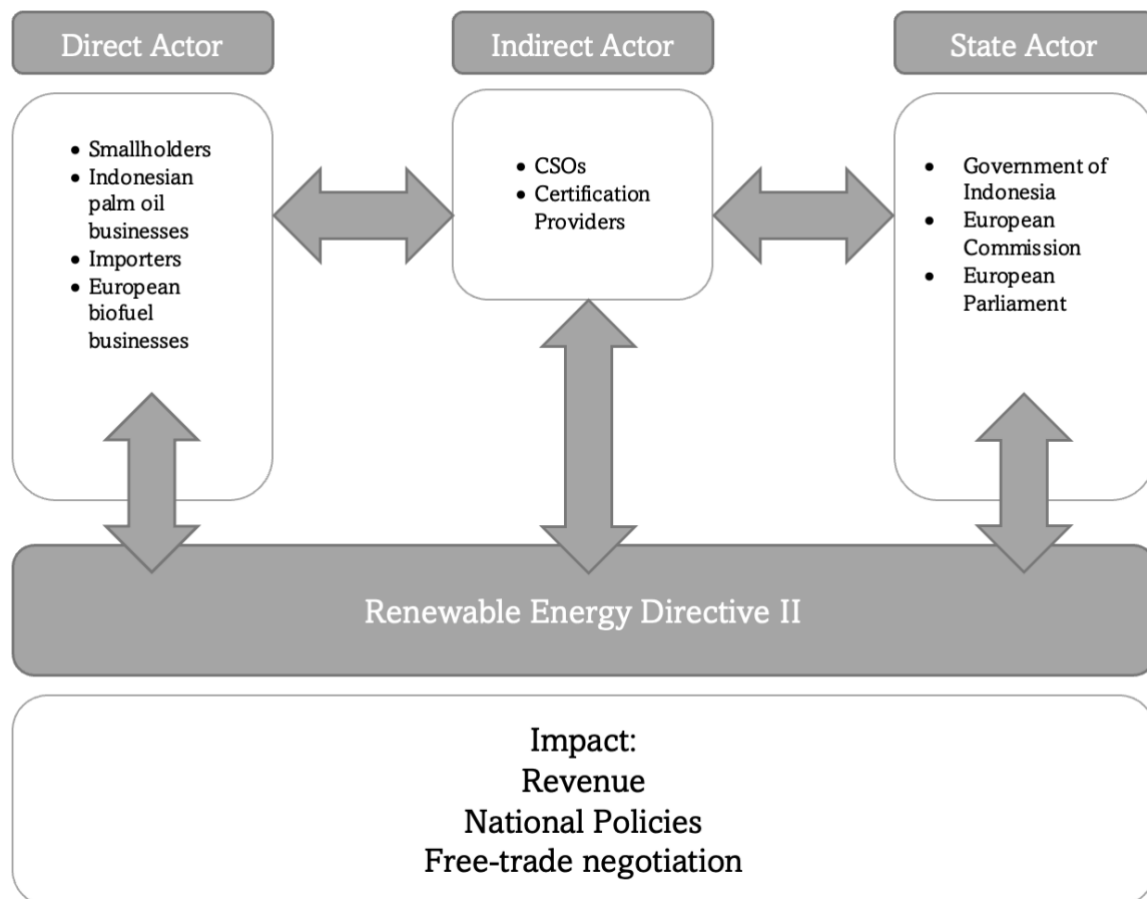 Direct Actor
• Smallholders
• Indonesian
palm oil
businesses
• Importers
• European
biofuel
businesses
Indirect Actor
• CSOs
• Certification
Providers
State Actor
• Government of
Indonesia
• European
Commission
• European
Parliament
Renewable Energy Directive II
Impact:
Revenue
National Policies
Free-trade negotiation